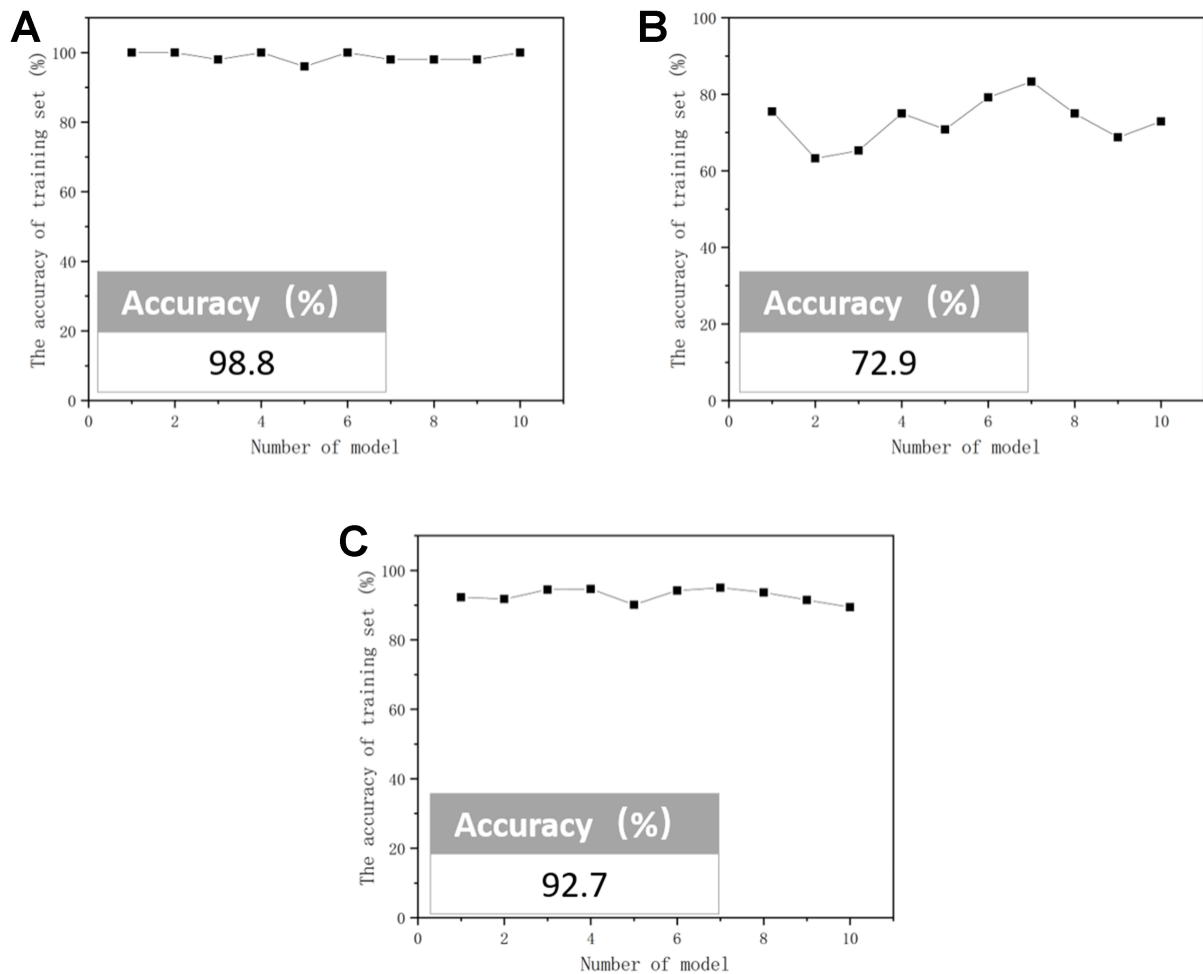 A
The accuracy of training set (%)
100
80
60
40
20
0
Accuracy (%)
98.8
0 2 4 6 8 10
Number of model
B
The accuracy of training set (%)
100
80
60
40
20
0
Accuracy (%)
72.9
0 2 4 6 8 10
Number of model
C
The accuracy of training set (%)
100
80
60
40
20
0
Accuracy (%)
92.7
0 2 4 6 8 10
Number of model